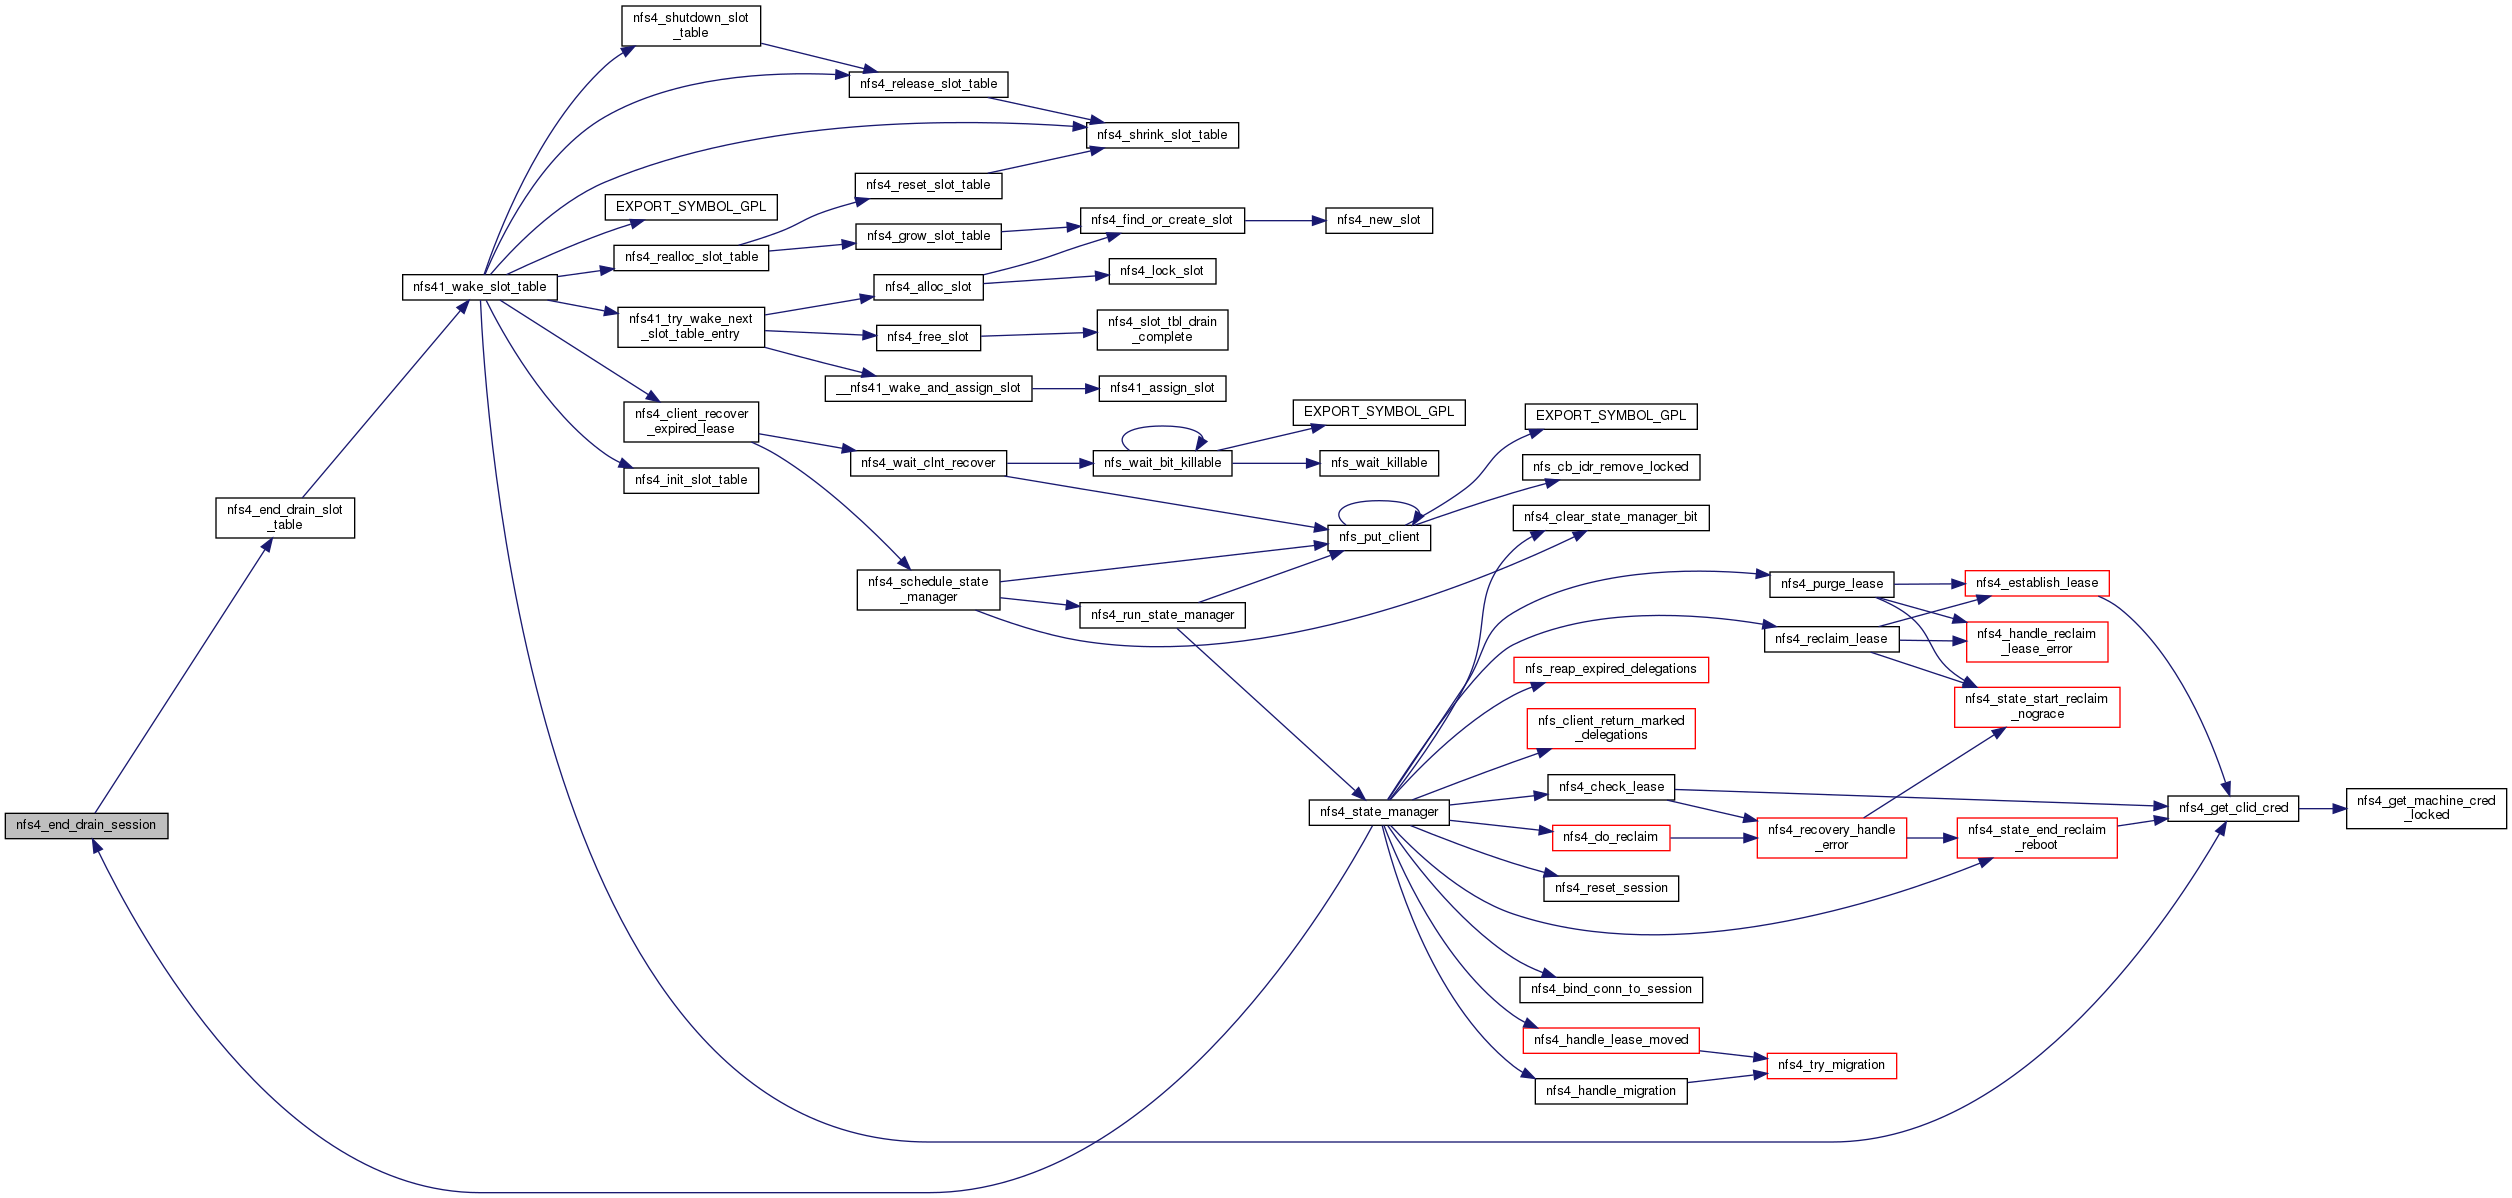 nfs4_shutdown_slot
_table
nfs4_release_slot_table
nfs4_shrink_slot_table
nfs4_reset_slot_table
EXPORT_SYMBOL_GPL
nfs4_find_or_create_slot
nfs4_new_slot
nfs4_grow_slot_table
nfs4_realloc_slot_table
nfs4_lock_slot
nfs41_wake_slot_table
nfs4_alloc_slot
nfs41_try_wake_next
_slot_table_entry
nfs4_slot_tbl_drain
_complete
nfs4_free_slot
__nfs41_wake_and_assign_slot
nfs41_assign_slot
nfs4_client_recover
_expired_lease
EXPORT_SYMBOL_GPL
EXPORT_SYMBOL_GPL
nfs4_wait_clnt_recover
nfs_wait_bit_killable
nfs_wait_killable
nfs_cb_idr_remove_locked
nfs4_init_slot_table
nfs4_end_drain_slot
_table
nfs4_clear_state_manager_bit
nfs_put_client
nfs4_schedule_state
_manager
nfs4_purge_lease
nfs4_establish_lease
nfs4_run_state_manager
nfs4_reclaim_lease
nfs4_handle_reclaim
_lease_error
nfs_reap_expired_delegations
nfs4_state_start_reclaim
_nograce
nfs_client_return_marked
_delegations
nfs4_check_lease
nfs4_end_drain_session
nfs4_state_manager
nfs4_get_clid_cred
nfs4_get_machine_cred
_locked
nfs4_do_reclaim
nfs4_recovery_handle
_error
nfs4_state_end_reclaim
_reboot
nfs4_reset_session
nfs4_bind_conn_to_session
nfs4_handle_lease_moved
nfs4_try_migration
nfs4_handle_migration